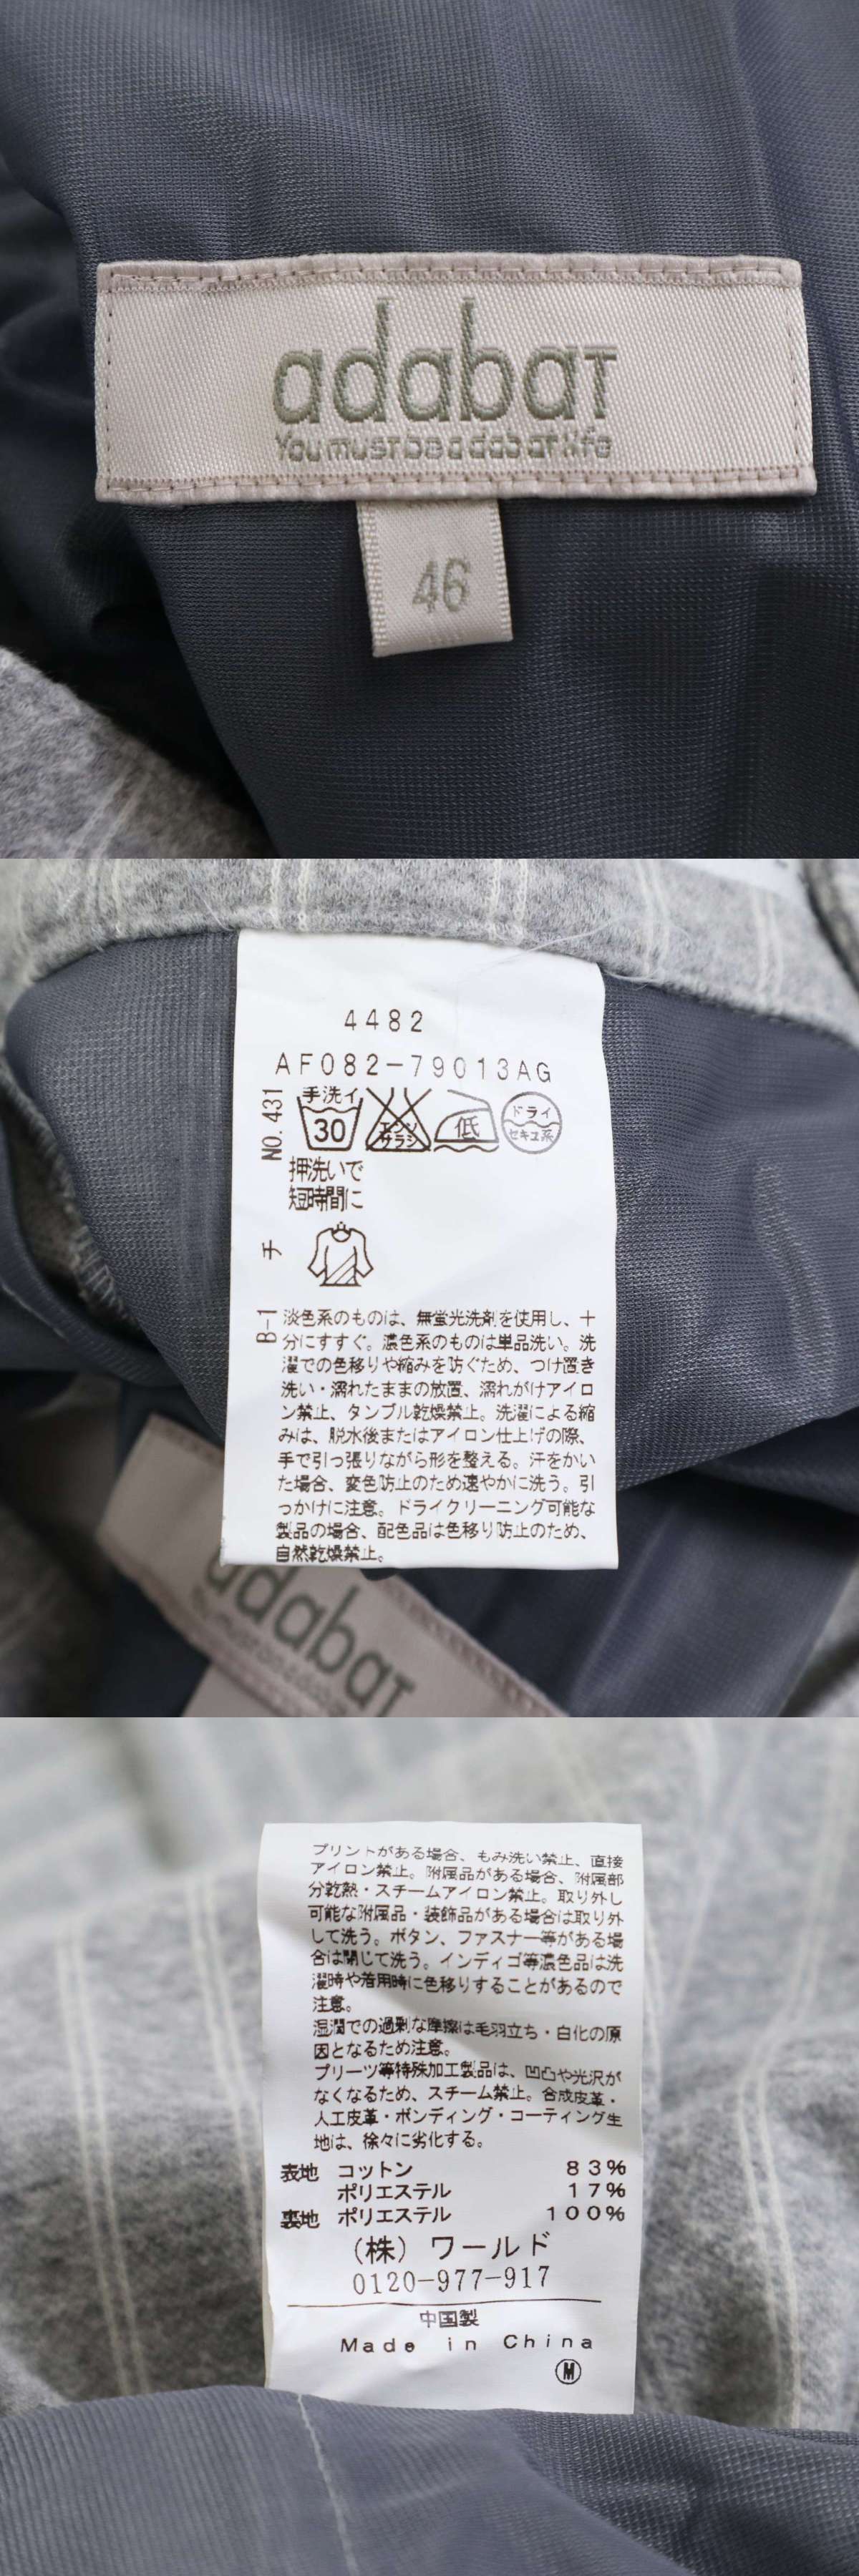 adabat
You must be adabat life
46
4482
AF082-79013AG
NO. 431
手洗イ
30
エンソ
サラシ
低
ドライ
セキユ系
押洗いで
短時間に
チ
B-1
淡色系のものは、無蛍光洗剤を使用し、十
分にすすぐ。濃色系のものは単品洗い。洗
濯での色移りや縮みを防ぐため、つけ置き
洗い・濡れたままの放置、濡れがけアイロ
ン禁止、タンブル乾燥禁止。洗濯による縮
みは、脱水後またはアイロン仕上げの際、
手で引っ張りながら形を整える。汗をかい
た場合、変色防止のため速やかに洗う。引
っかけに注意。ドライクリーニング可能な
製品の場合、配色品は色移り防止のため、
自然乾燥禁止。
adabat
プリントがある場合、もみ洗い禁止、直接
アイロン禁止。附属品がある場合、附属部
分乾熱・スチームアイロン禁止。取り外し
可能な附属品・装飾品がある場合は取り外
して洗う。ボタン、ファスナー等がある場
合は閉じて洗う。インディゴ等濃色品は洗
濯時や着用時に色移りすることがあるので
注意。
湿潤での過剰な摩擦は毛羽立ち・白化の原
因となるため注意。
プリーツ等特殊加工製品は、凹凸や光沢が
なくなるため、スチーム禁止。合成皮革・
人工皮革・ボンディング・コーティング生
地は、徐々に劣化する。
表地 コットン 83%
ポリエステル 17%
裏地 ポリエステル 100%
(株)ワールド
0120-977-917
中国製
Made in China
M